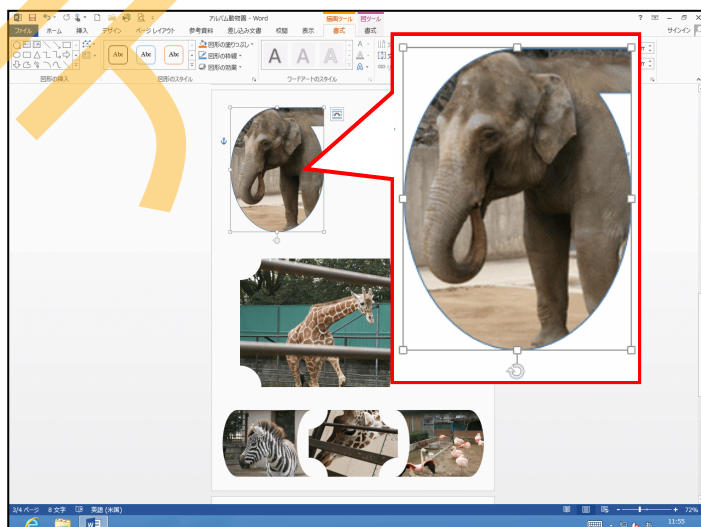 アルバム動物園 - Word
描画ツール 図ツール
サインイン
ファイル ホーム 挿入 デザイン ページ レイアウト 参考資料 差し込み文書 校閲 表示 書式 書式
図形の塗りつぶし
図形の枠線
図形の効果
Abc Abc Abc
A A A
図形の挿入 図形のスタイル ワードアートのスタイル
3/4 ページ 8 文字 英語 (米国)
72%
11:55